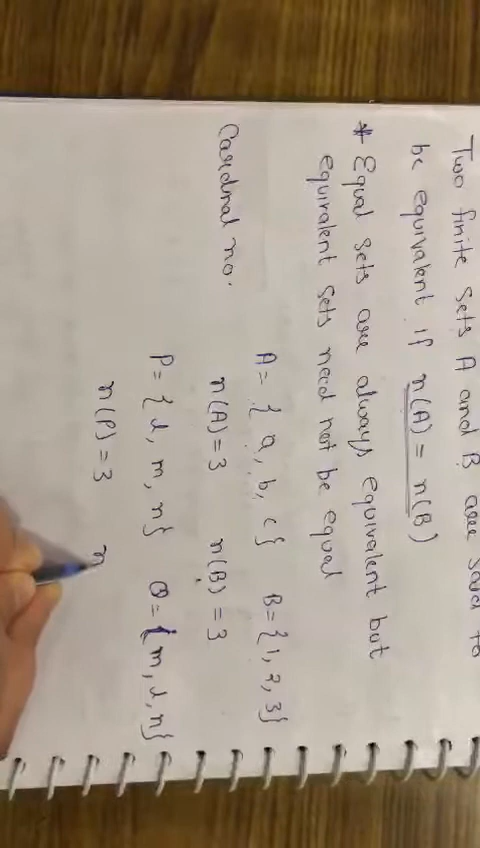 Two finite sets A and B are said to
be equivalent if n(A) = n(B)
* Equal sets are always equivalent but
equivalent sets need not be equal
Cardinal no.
A = { a, b, c} B = {1, 2, 3}
n(A) = 3 n(B) = 3
P = { l, m, n} Q = {m, l, n}
n(P) = 3 n